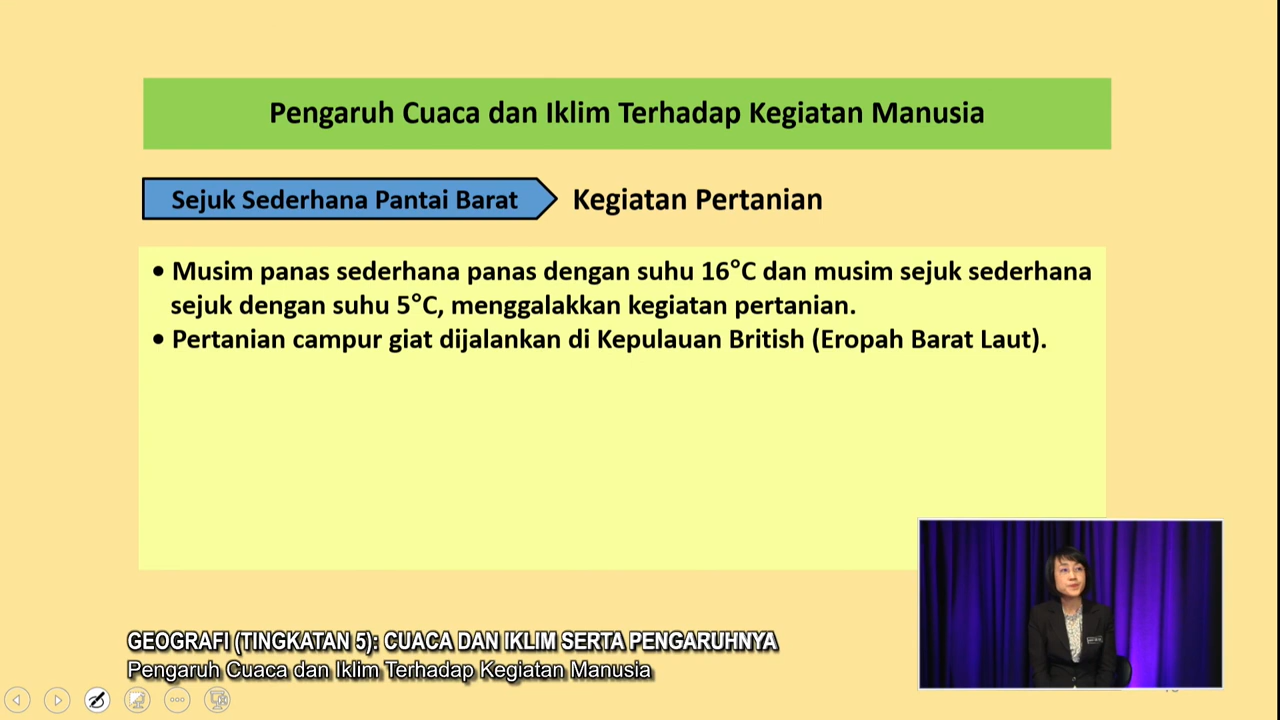 Pengaruh Cuaca dan Iklim Terhadap Kegiatan Manusia
Sejuk Sederhana Pantai Barat
Kegiatan Pertanian
• Musim panas sederhana panas dengan suhu 16°C dan musim sejuk sederhana
sejuk dengan suhu 5°C, menggalakkan kegiatan pertanian.
• Pertanian campur giat dijalankan di Kepulauan British (Eropah Barat Laut).
GEOGRAFI (TINGKATAN 5): CUACA DAN IKLIM SERTA PENGARUHNYA
Pengaruh Cuaca dan Iklim Terhadap Kegiatan Manusia